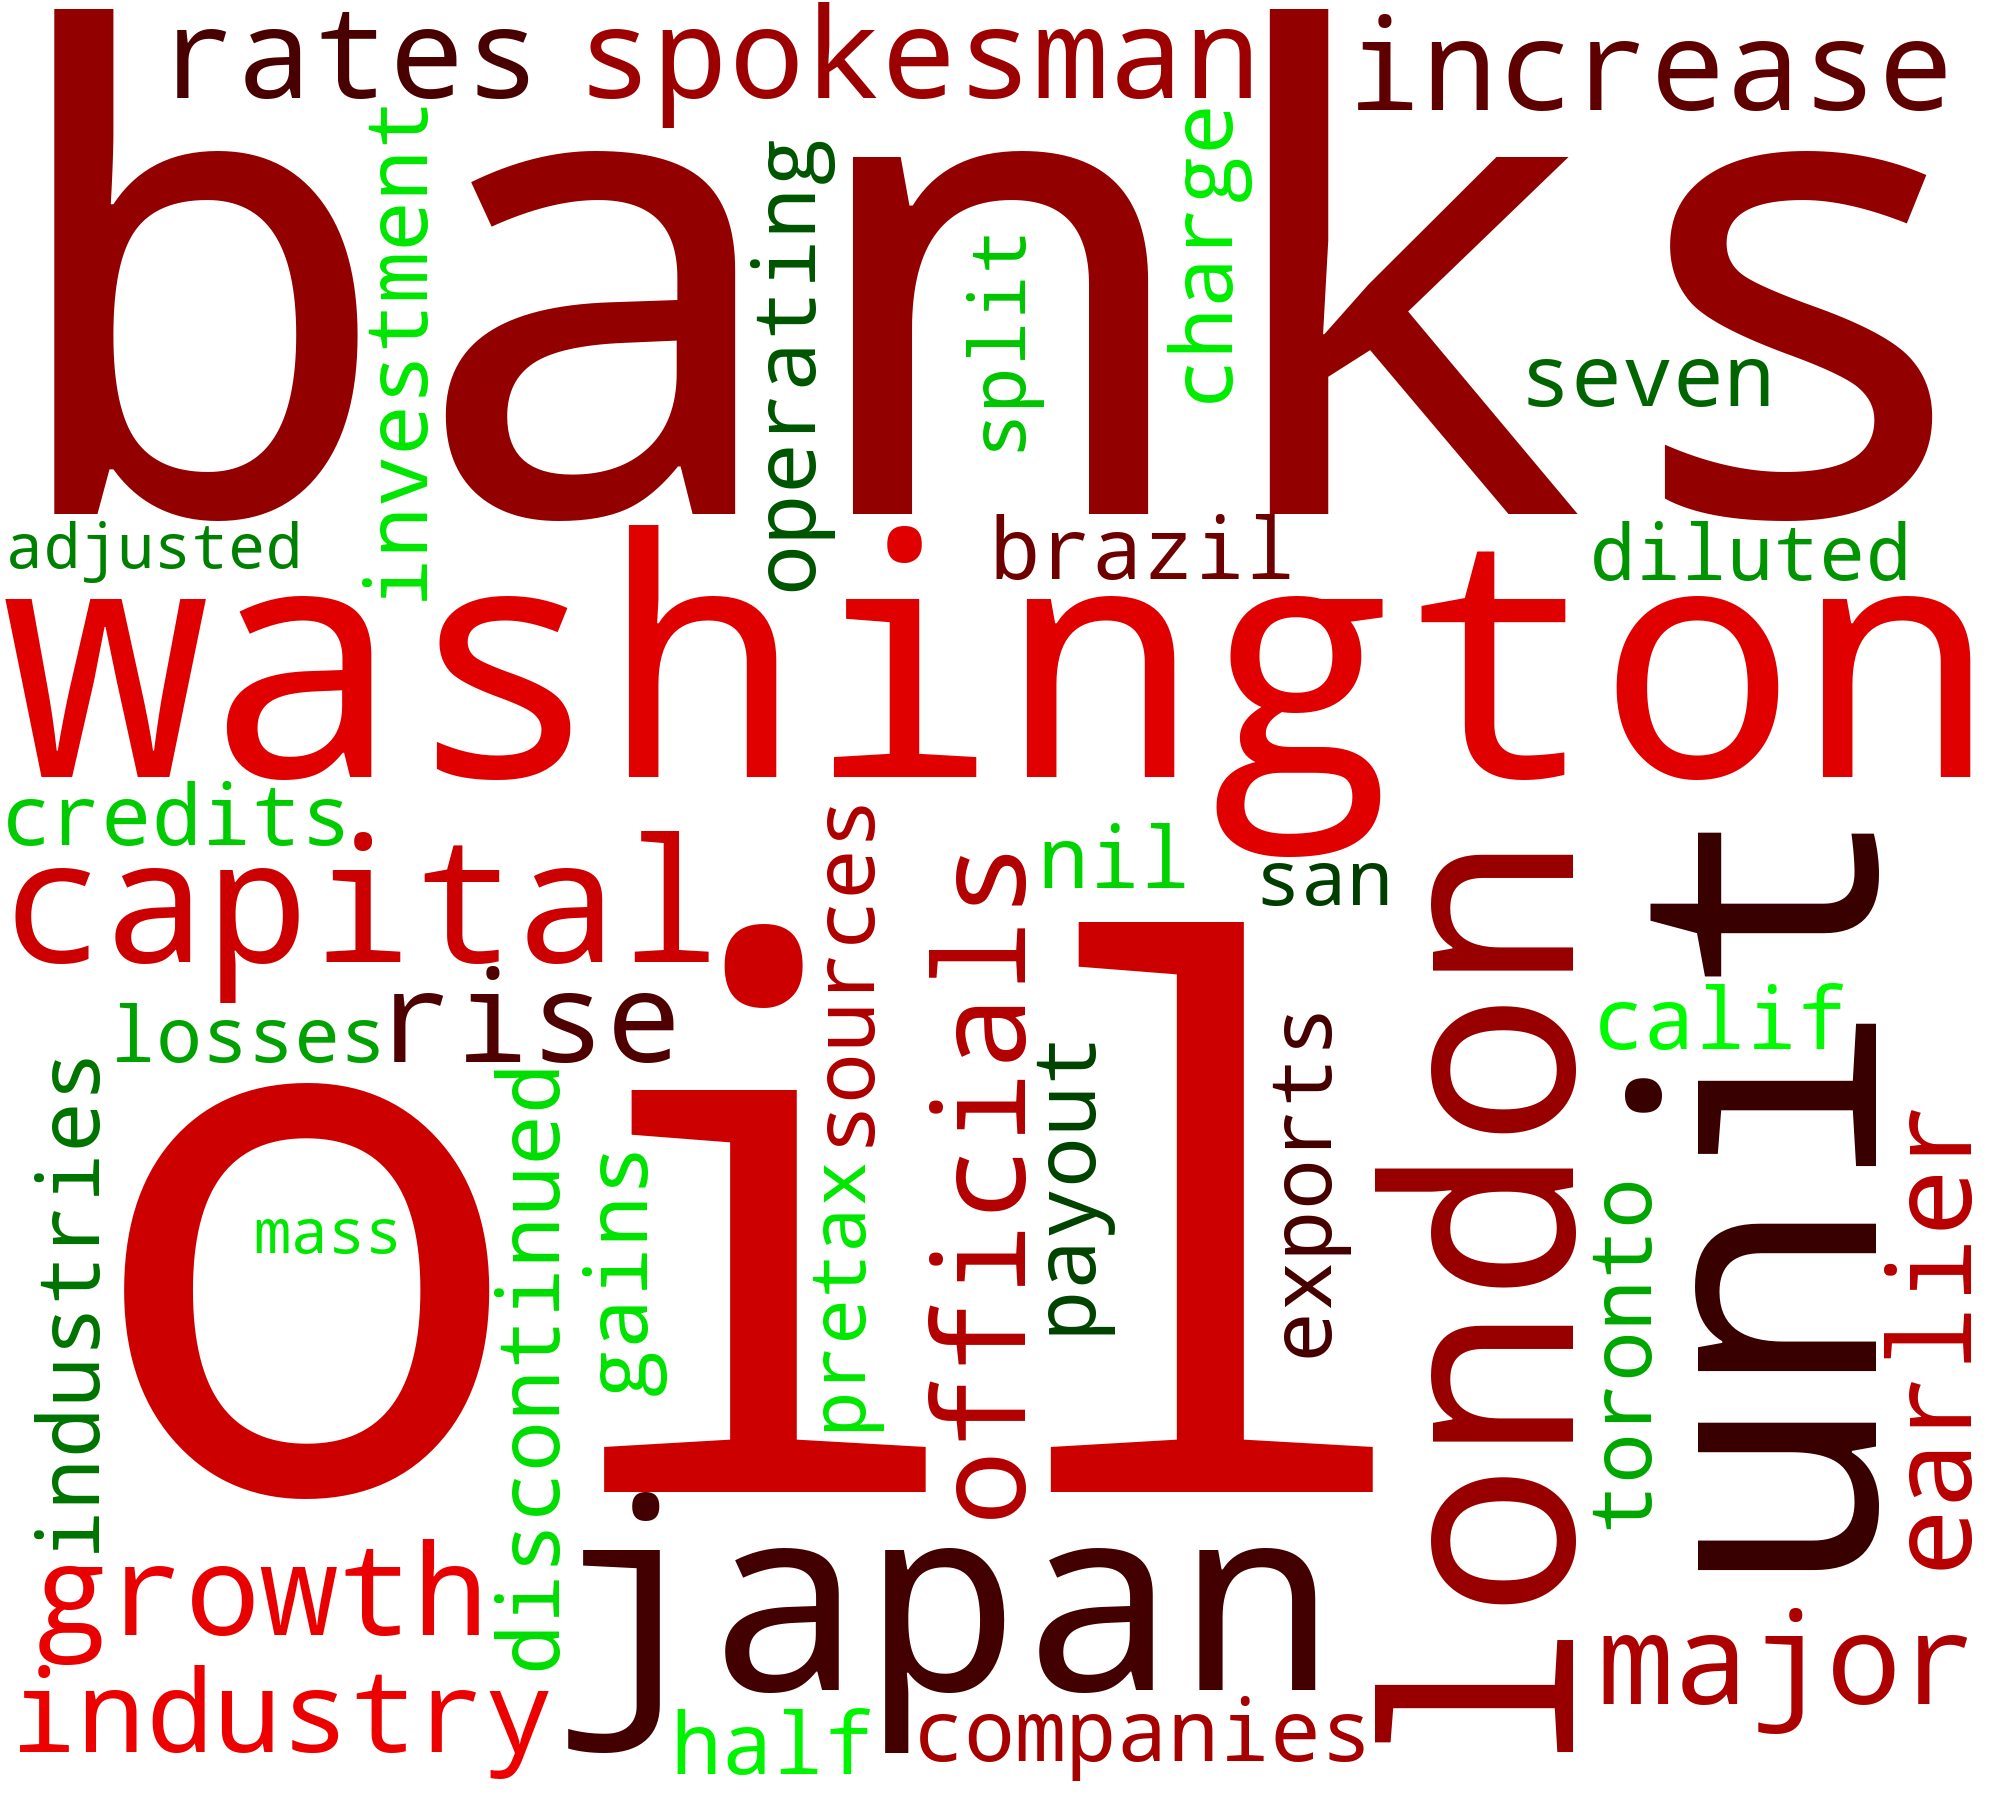 rates spokesman increase
banks
investment
operating
split
charge
seven
adjusted
brazil
diluted
washington
credits
capital
sources
officials
nil
san
london
unit
losses
rise
calif
oil
industries
mass
discontinued
gains
pretax
payout
exports
toronto
earlier
growth
japan
industry
major
half
companies